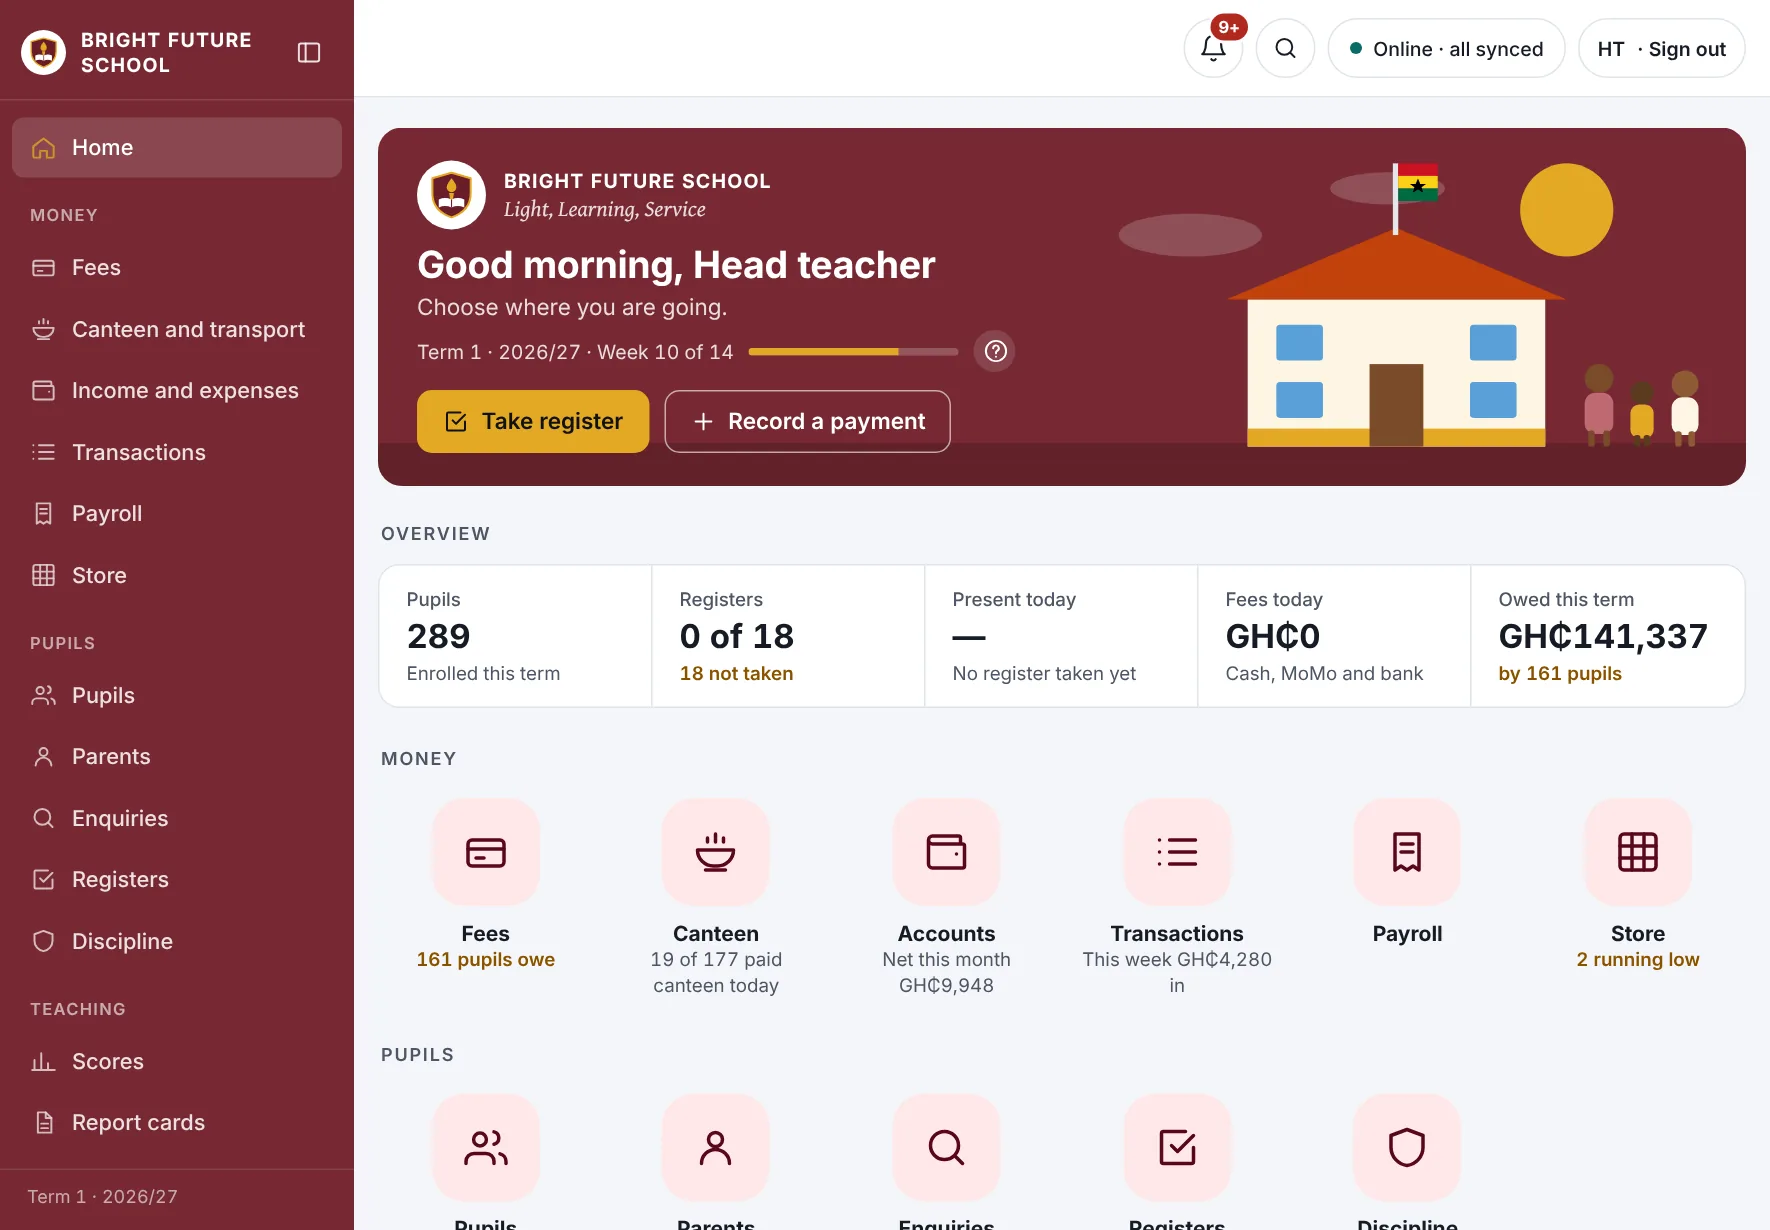 BRIGHT FUTURE
SCHOOL
Home
MONEY
Fees
Canteen and transport
Income and expenses
Transactions
Payroll
Store
PUPILS
Pupils
Parents
Enquiries
Registers
Discipline
TEACHING
Scores
Report cards
Term 1 · 2026/27
9+
Online · all synced
HT · Sign out
BRIGHT FUTURE SCHOOL
Light, Learning, Service
Good morning, Head teacher
Choose where you are going.
Term 1 · 2026/27 · Week 10 of 14
Take register
Record a payment
OVERVIEW
Pupils
289
Enrolled this term
Registers
0 of 18
18 not taken
Present today
—
No register taken yet
Fees today
GH₵0
Cash, MoMo and bank
Owed this term
GH₵141,337
by 161 pupils
MONEY
Fees
161 pupils owe
Canteen
19 of 177 paid
canteen today
Accounts
Net this month
GH₵9,948
Transactions
This week GH₵4,280
in
Payroll
Store
2 running low
PUPILS
Pupils
Parents
Enquiries
Registers
Discipline